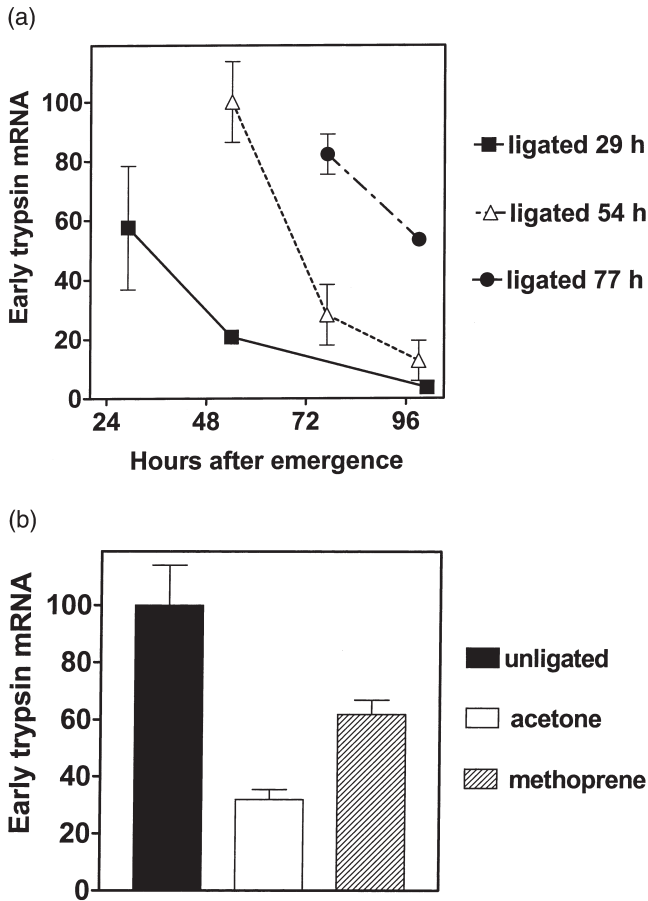 (a)
Early trypsin mRNA
100
80
60
40
20
0
24 48 72 96
Hours after emergence
ligated 29 h
ligated 54 h
ligated 77 h
(b)
Early trypsin mRNA
100
80
60
40
20
0
unligated
acetone
methoprene